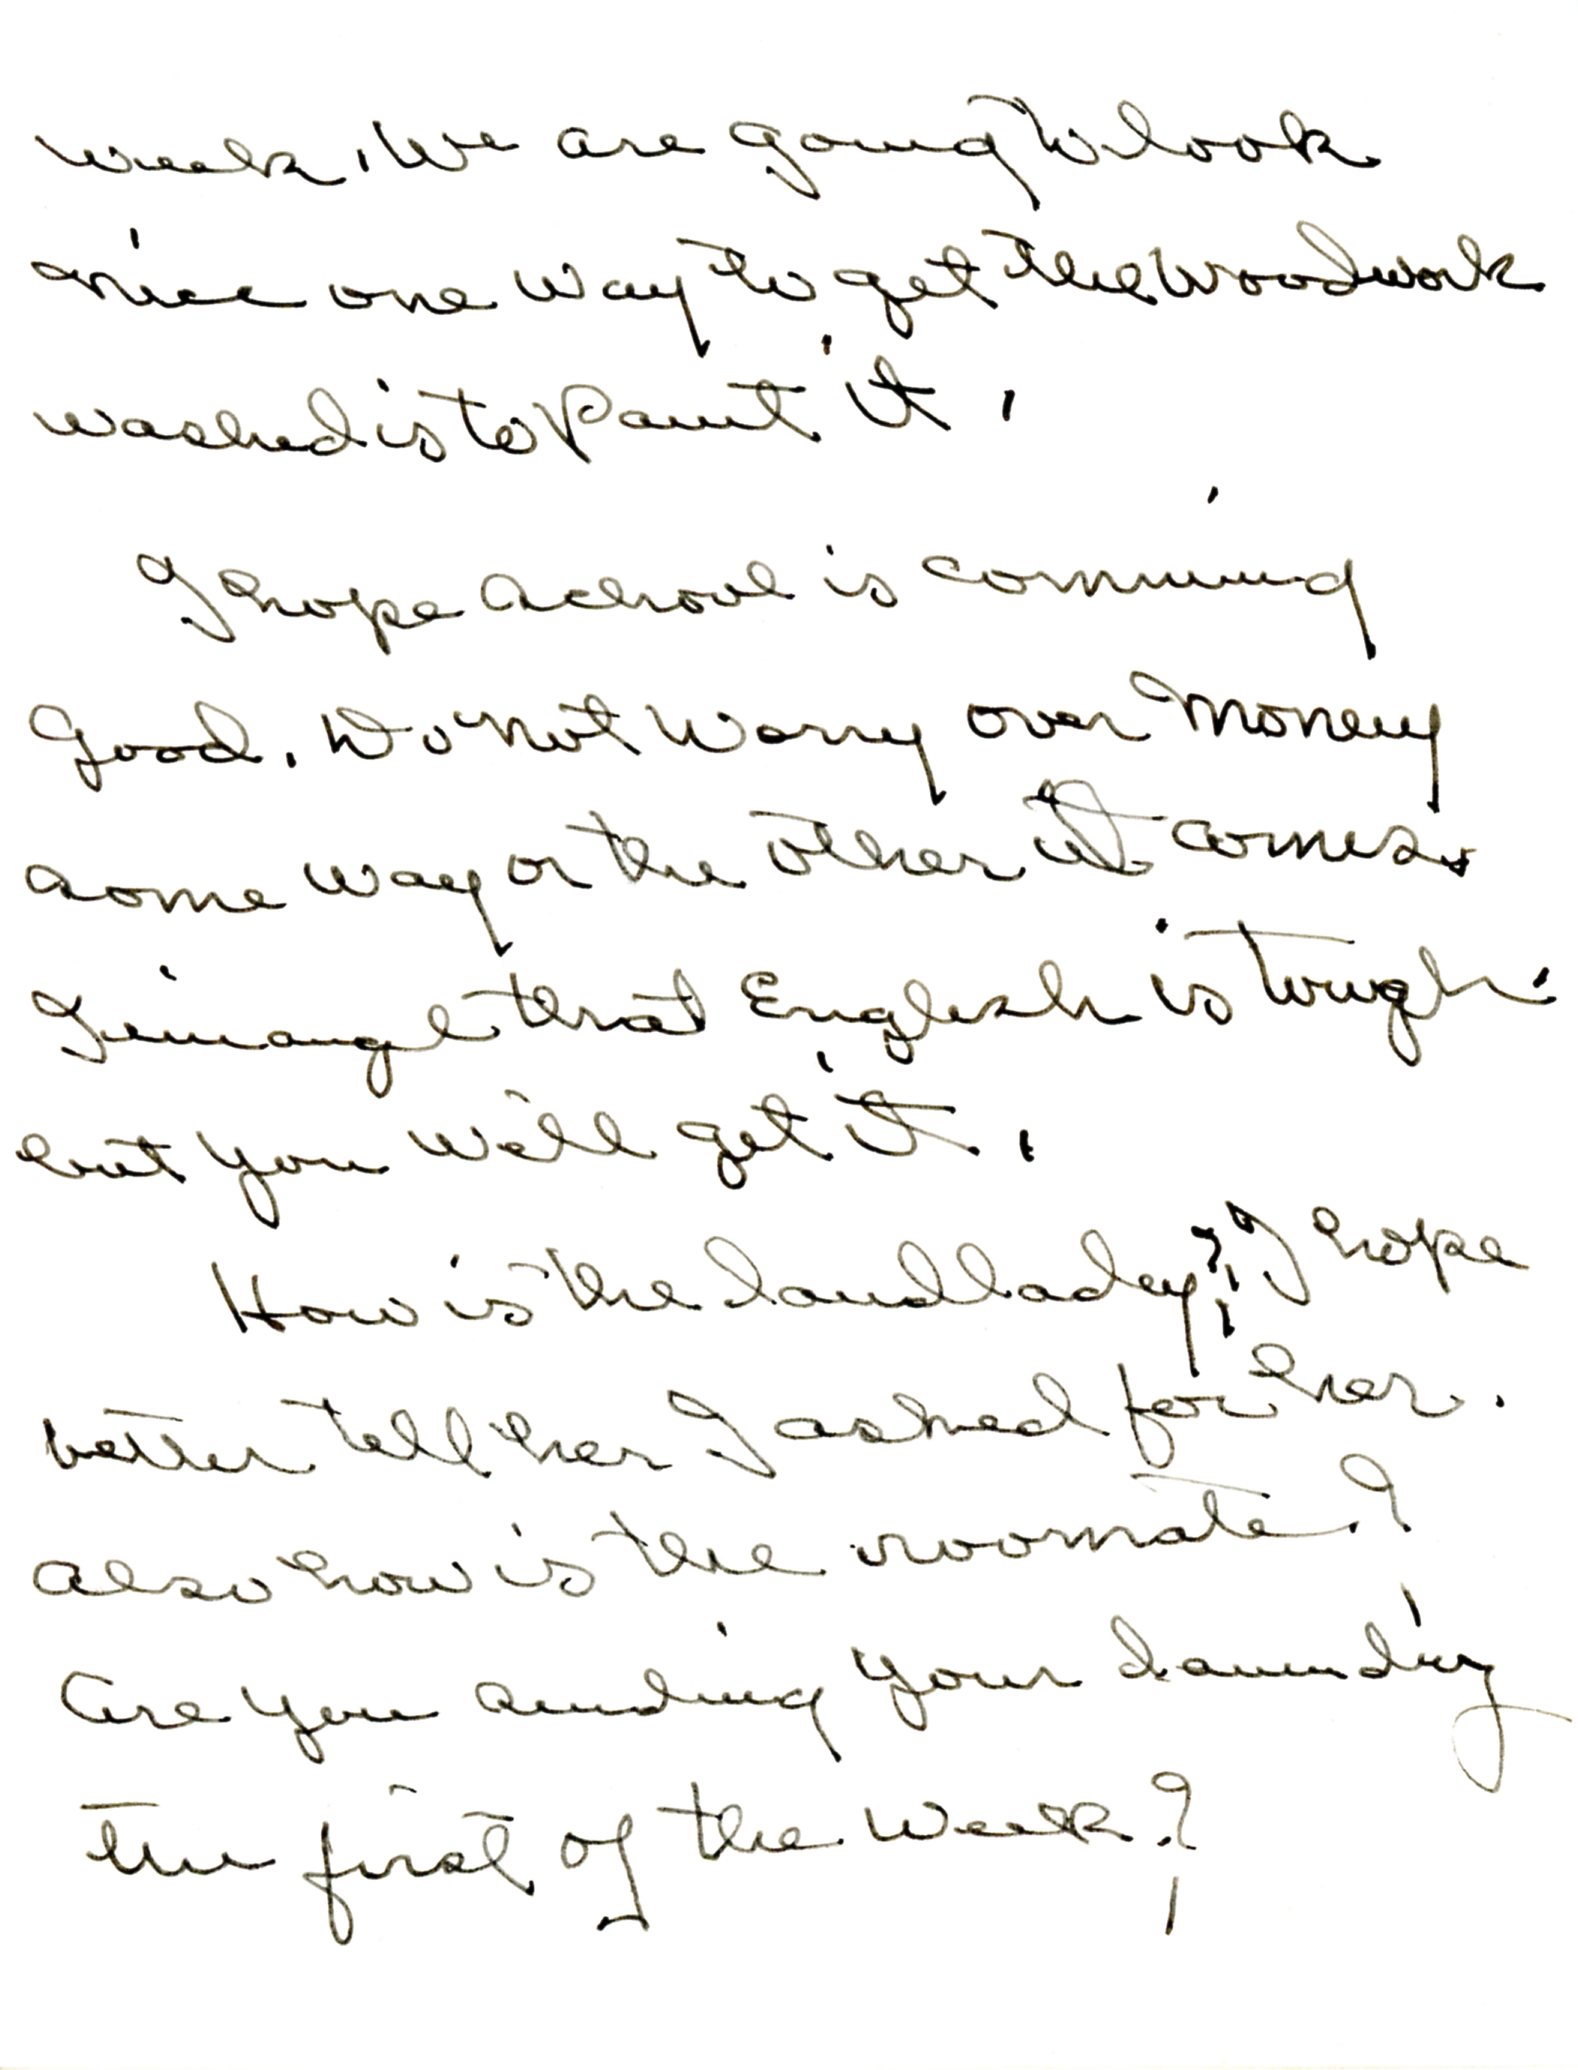 week. We are going to look
nice one way to get the woodwork
washed is to Paint it.
I hope school is comming
Good. Do not worry over Money
some way or the other it comes.
I imangle that English is tough.
but you will get it.
How is the landlady? I hope
better tell her I asked for her.
also how is the roomate?
Are you sending your laundry
the first of the week?